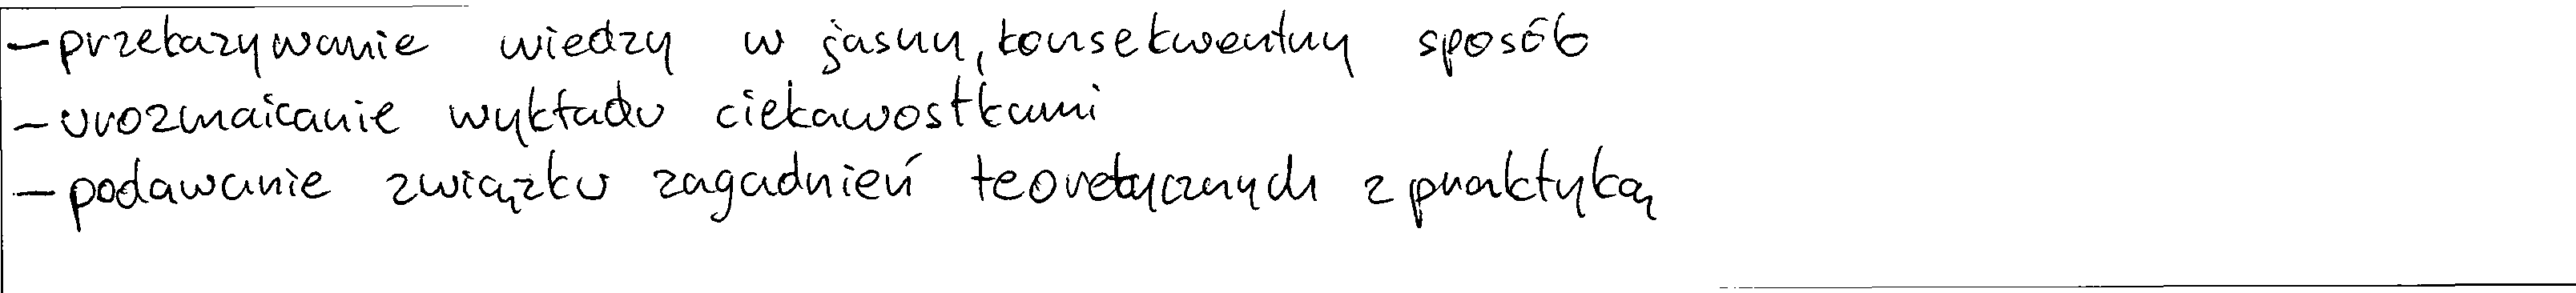 - przekazywanie wiedzy w jasny, konsekwentny sposób
- urozmaicanie wykładu ciekawostkami
- podawanie związku zagadnień teoretycznych z praktyką